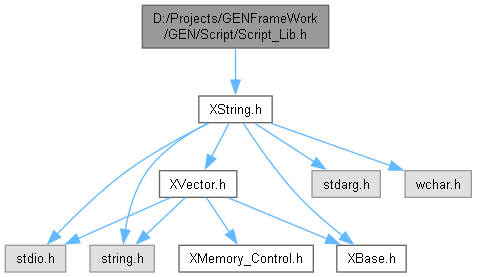 D:/Projects/GENFrameWork
/GEN/Script/Script_Lib.h
XString.h
XVector.h
stdarg.h
wchar.h
stdio.h
string.h
XMemory_Control.h
XBase.h